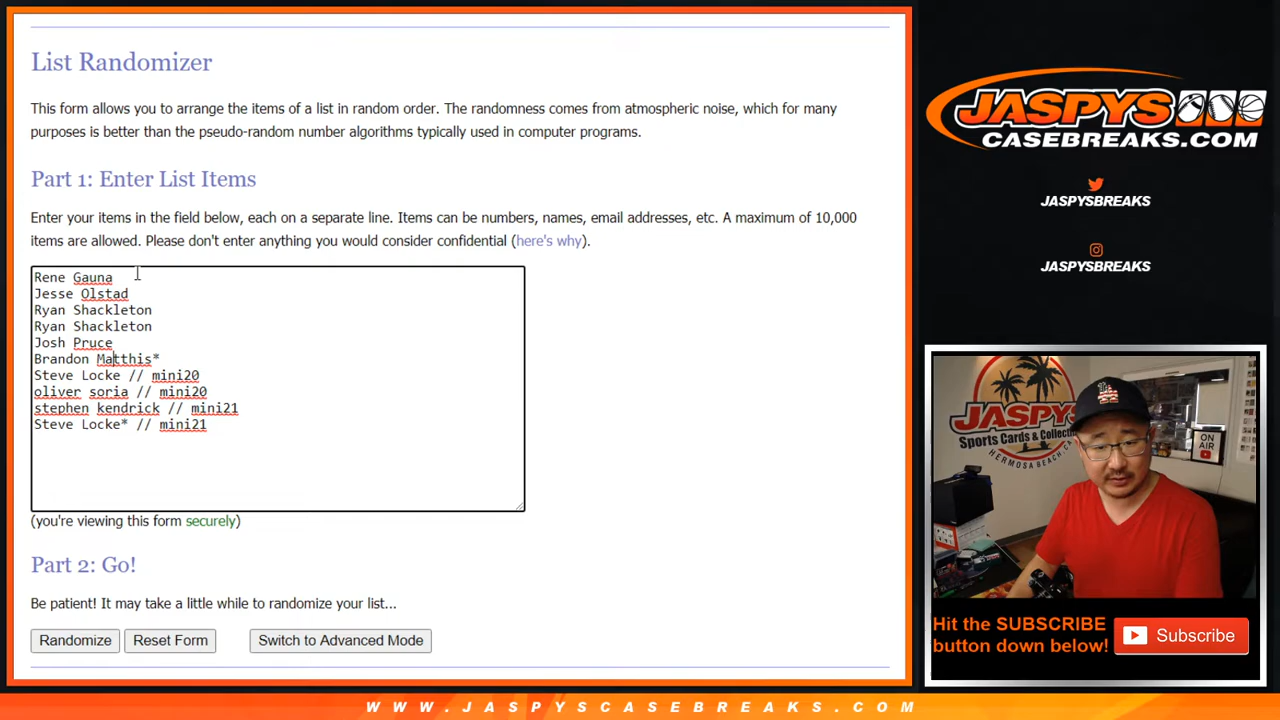 List Randomizer
This form allows you to arrange the items of a list in random order. The randomness comes from atmospheric noise, which for many
purposes is better than the pseudo-random number algorithms typically used in computer programs.
Part 1: Enter List Items
Enter your items in the field below, each on a separate line. Items can be numbers, names, email addresses, etc. A maximum of 10,000
items are allowed. Please don't enter anything you would consider confidential (here's why).
Rene Gauna
Jesse Olstad
Ryan Shackleton
Ryan Shackleton
Josh Pruce
Brandon Matthis*
Steve Locke // mini20
oliver soria // mini20
stephen kendrick // mini21
Steve Locke* // mini21
(you're viewing this form securely)
Part 2: Go!
Be patient! It may take a little while to randomize your list...
Randomize
Reset Form
Switch to Advanced Mode
JASPYS
CASEBREAKS.COM
JASPYSBREAKS
JASPYSBREAKS
JASPYS
Sports Cards & Collectibles
HERMOSA BEACH, CA
ON
AIR
LA
Hit the SUBSCRIBE
button down below!
Subscribe
WWW.JASPYSCASEBREAKS.COM